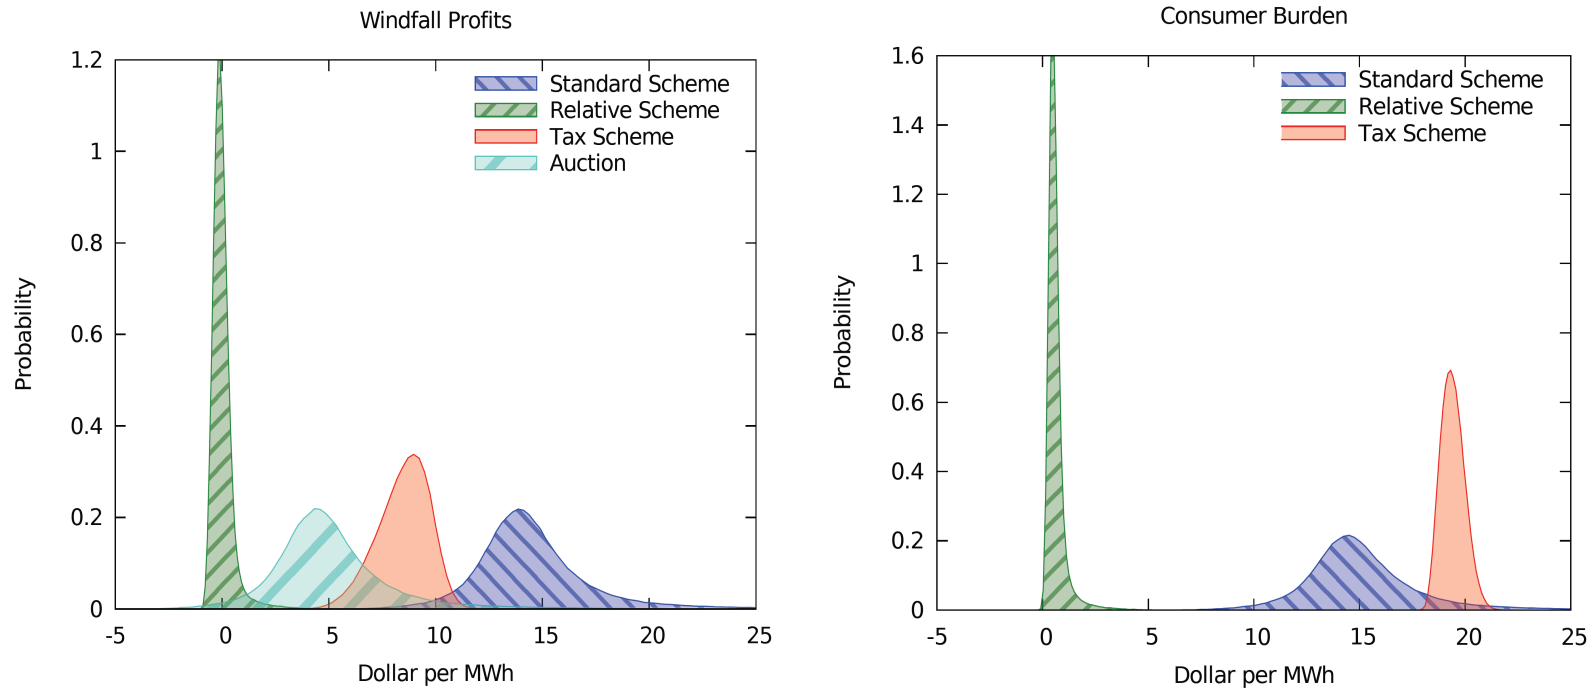 Windfall Profits
1.2
1
0.8
0.6
0.4
0.2
0
-5
0
5
10
15
20
25
Probability
Dollar per MWh
Standard Scheme
Relative Scheme
Tax Scheme
Auction
Consumer Burden
1.6
1.4
1.2
1
0.8
0.6
0.4
0.2
0
-5
0
5
10
15
20
25
Probability
Dollar per MWh
Standard Scheme
Relative Scheme
Tax Scheme